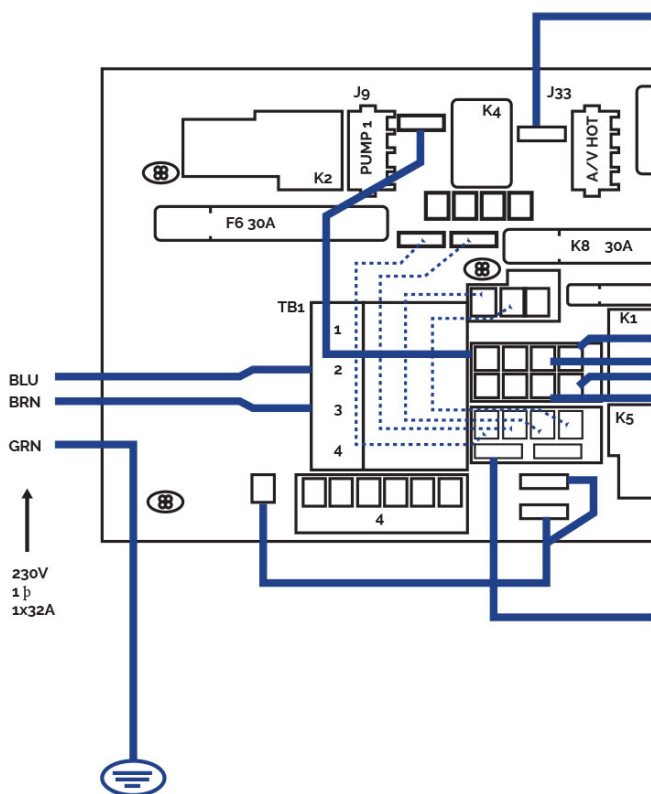 J9
J33
K4
PUMP 1
A/V HOT
K2
F6 30A
K8 30A
TB1
1
K1
2
BLU
BRN
3
K5
GRN
4
4
230V
1 þ
1x32A